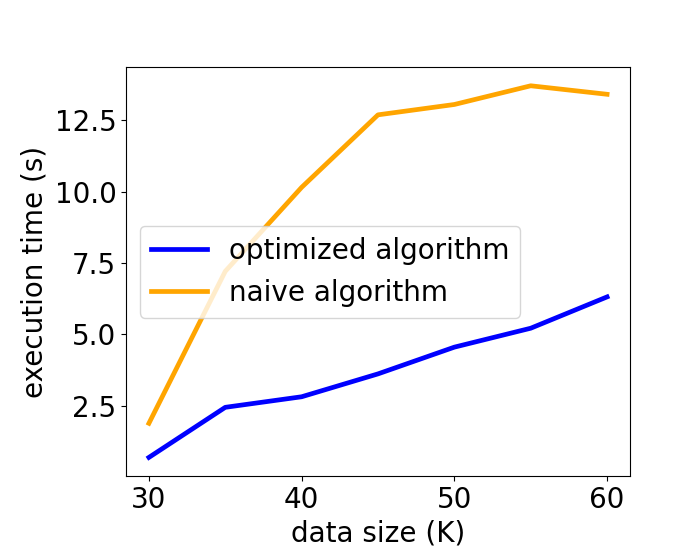 execution time (s)
12.5
10.0
7.5
5.0
2.5
optimized algorithm
naive algorithm
30 40 50 60
data size (K)